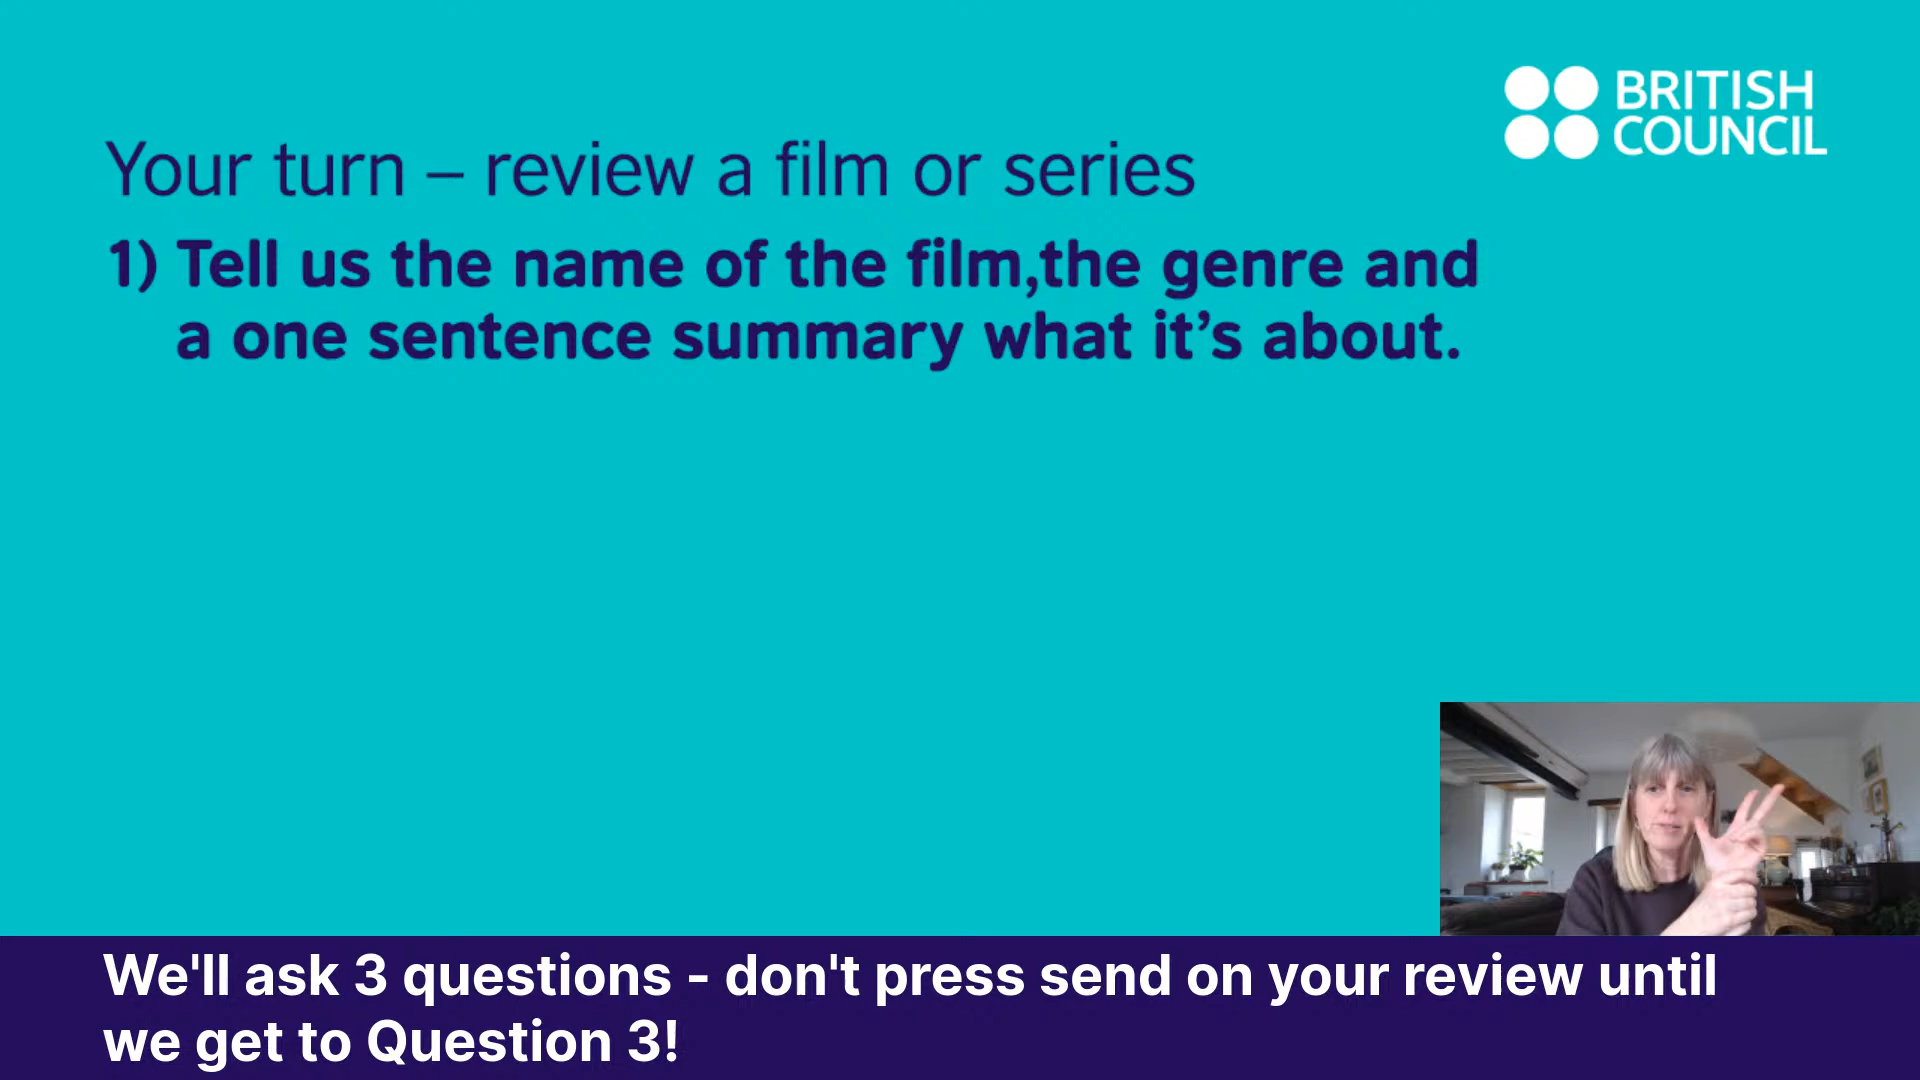 BRITISH
COUNCIL
Your turn – review a film or series
1) Tell us the name of the film,the genre and
a one sentence summary what it’s about.
We'll ask 3 questions - don't press send on your review until
we get to Question 3!